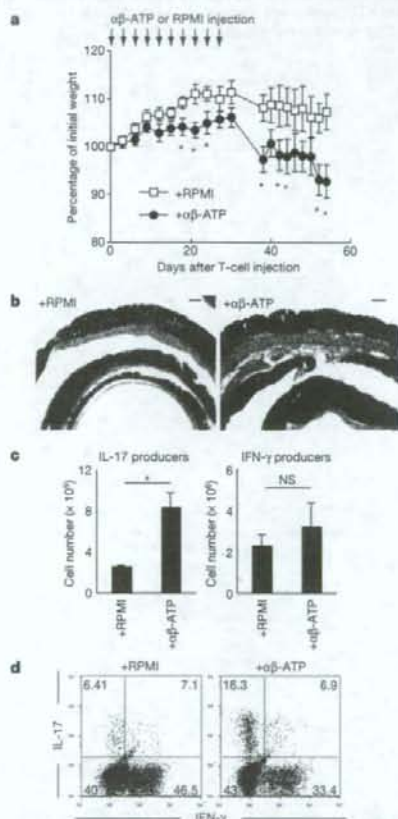 a
αβ-ATP or RPMI injection
Percentage of initial weight
120
110
100
90
80
+RPMI
+αβ-ATP
* * *
* * *
* *
0 20 40 60
Days after T-cell injection
b
+RPMI
+αβ-ATP
c
IL-17 producers
IFN-γ producers
*
NS
Cell number (× 10⁶)
12
8
4
0
Cell number (× 10⁶)
6
4
2
0
+RPMI
+αβ-ATP
+RPMI
+αβ-ATP
d
+RPMI
+αβ-ATP
6.41 7.1
16.3 6.9
IL-17
40 46.5
43 33.4
IFN-γ